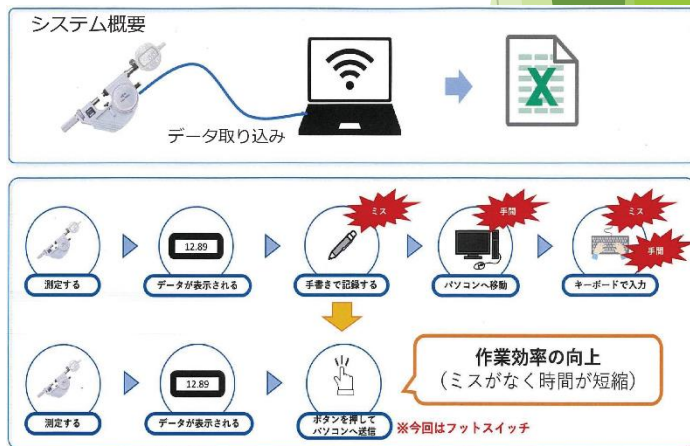 システム概要
データ取り込み
ミス
手間
ミス
手間
12.89
測定する
データが表示される
手書きで記録する
パソコンへ移動
キーボードで入力
12.89
作業効率の向上
(ミスがなく時間が短縮)
測定する
データが表示される
ボタンを押して
パソコンへ送信
※今回はフットスイッチ